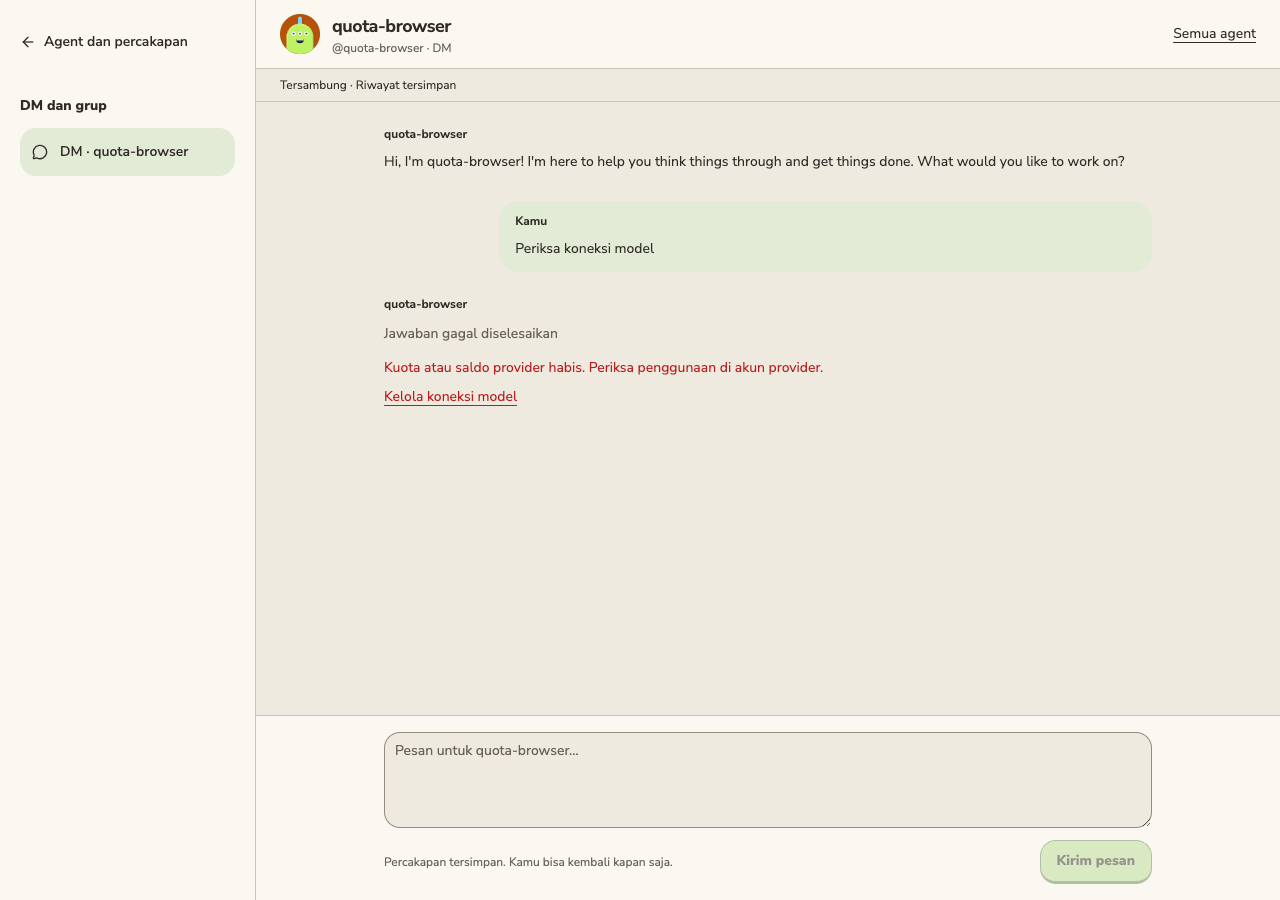 Agent dan percakapan
DM dan grup
DM · quota-browser
quota-browser
@quota-browser · DM
Semua agent
Tersambung · Riwayat tersimpan
quota-browser
Hi, I'm quota-browser! I'm here to help you think things through and get things done. What would you like to work on?
Kamu
Periksa koneksi model
quota-browser
Jawaban gagal diselesaikan
Kuota atau saldo provider habis. Periksa penggunaan di akun provider.
Kelola koneksi model
Pesan untuk quota-browser...
Percakapan tersimpan. Kamu bisa kembali kapan saja.
Kirim pesan